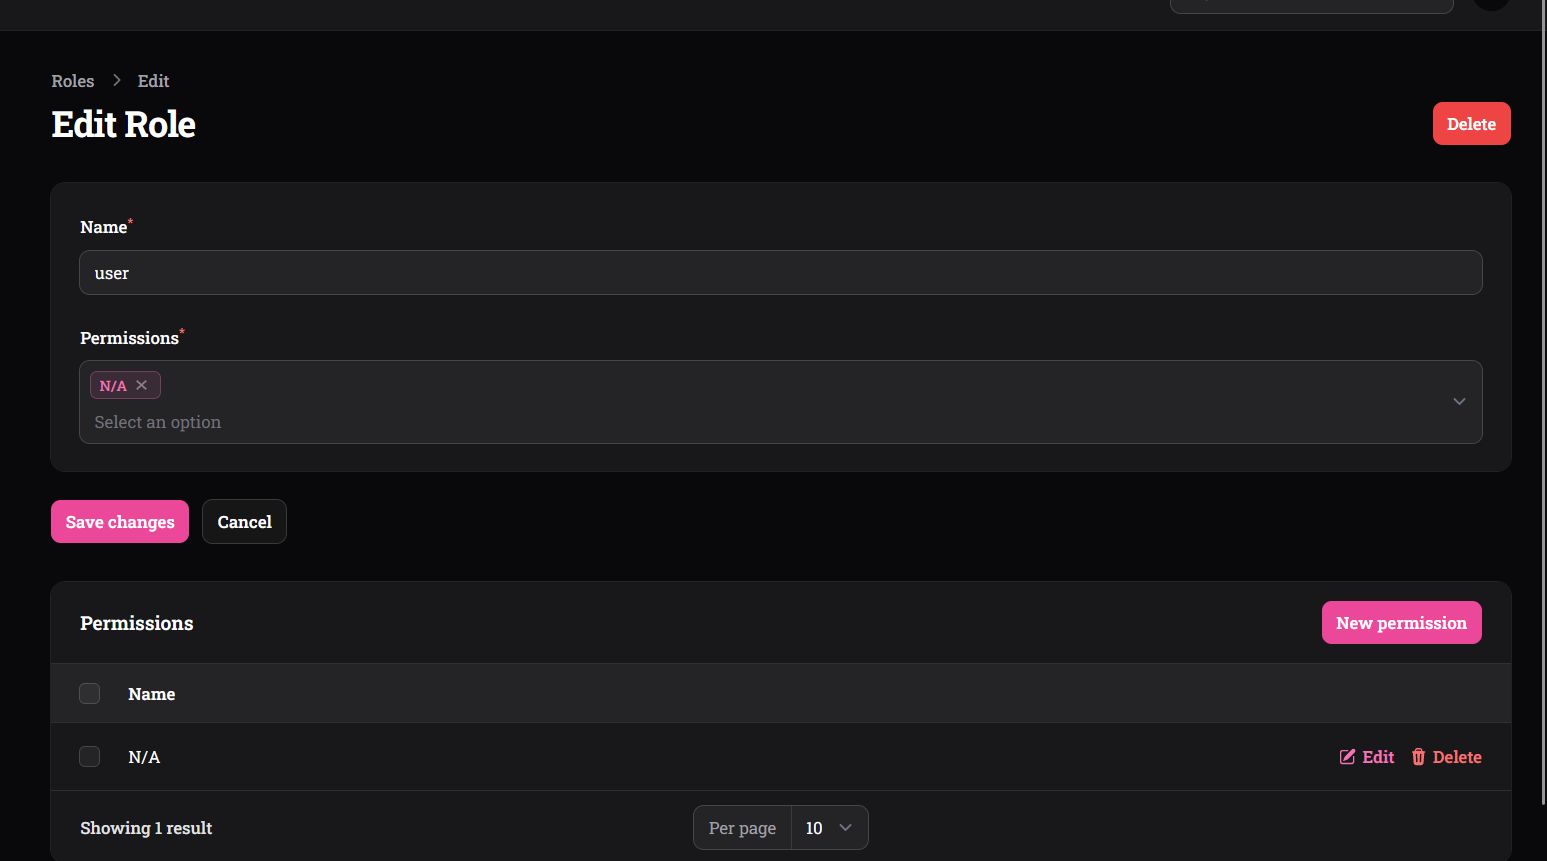 Roles > Edit
Edit Role
Delete
Name*
user
Permissions*
N/A
Select an option
Save changes
Cancel
Permissions
New permission
Name
N/A
Edit
Delete
Showing 1 result
Per page
10